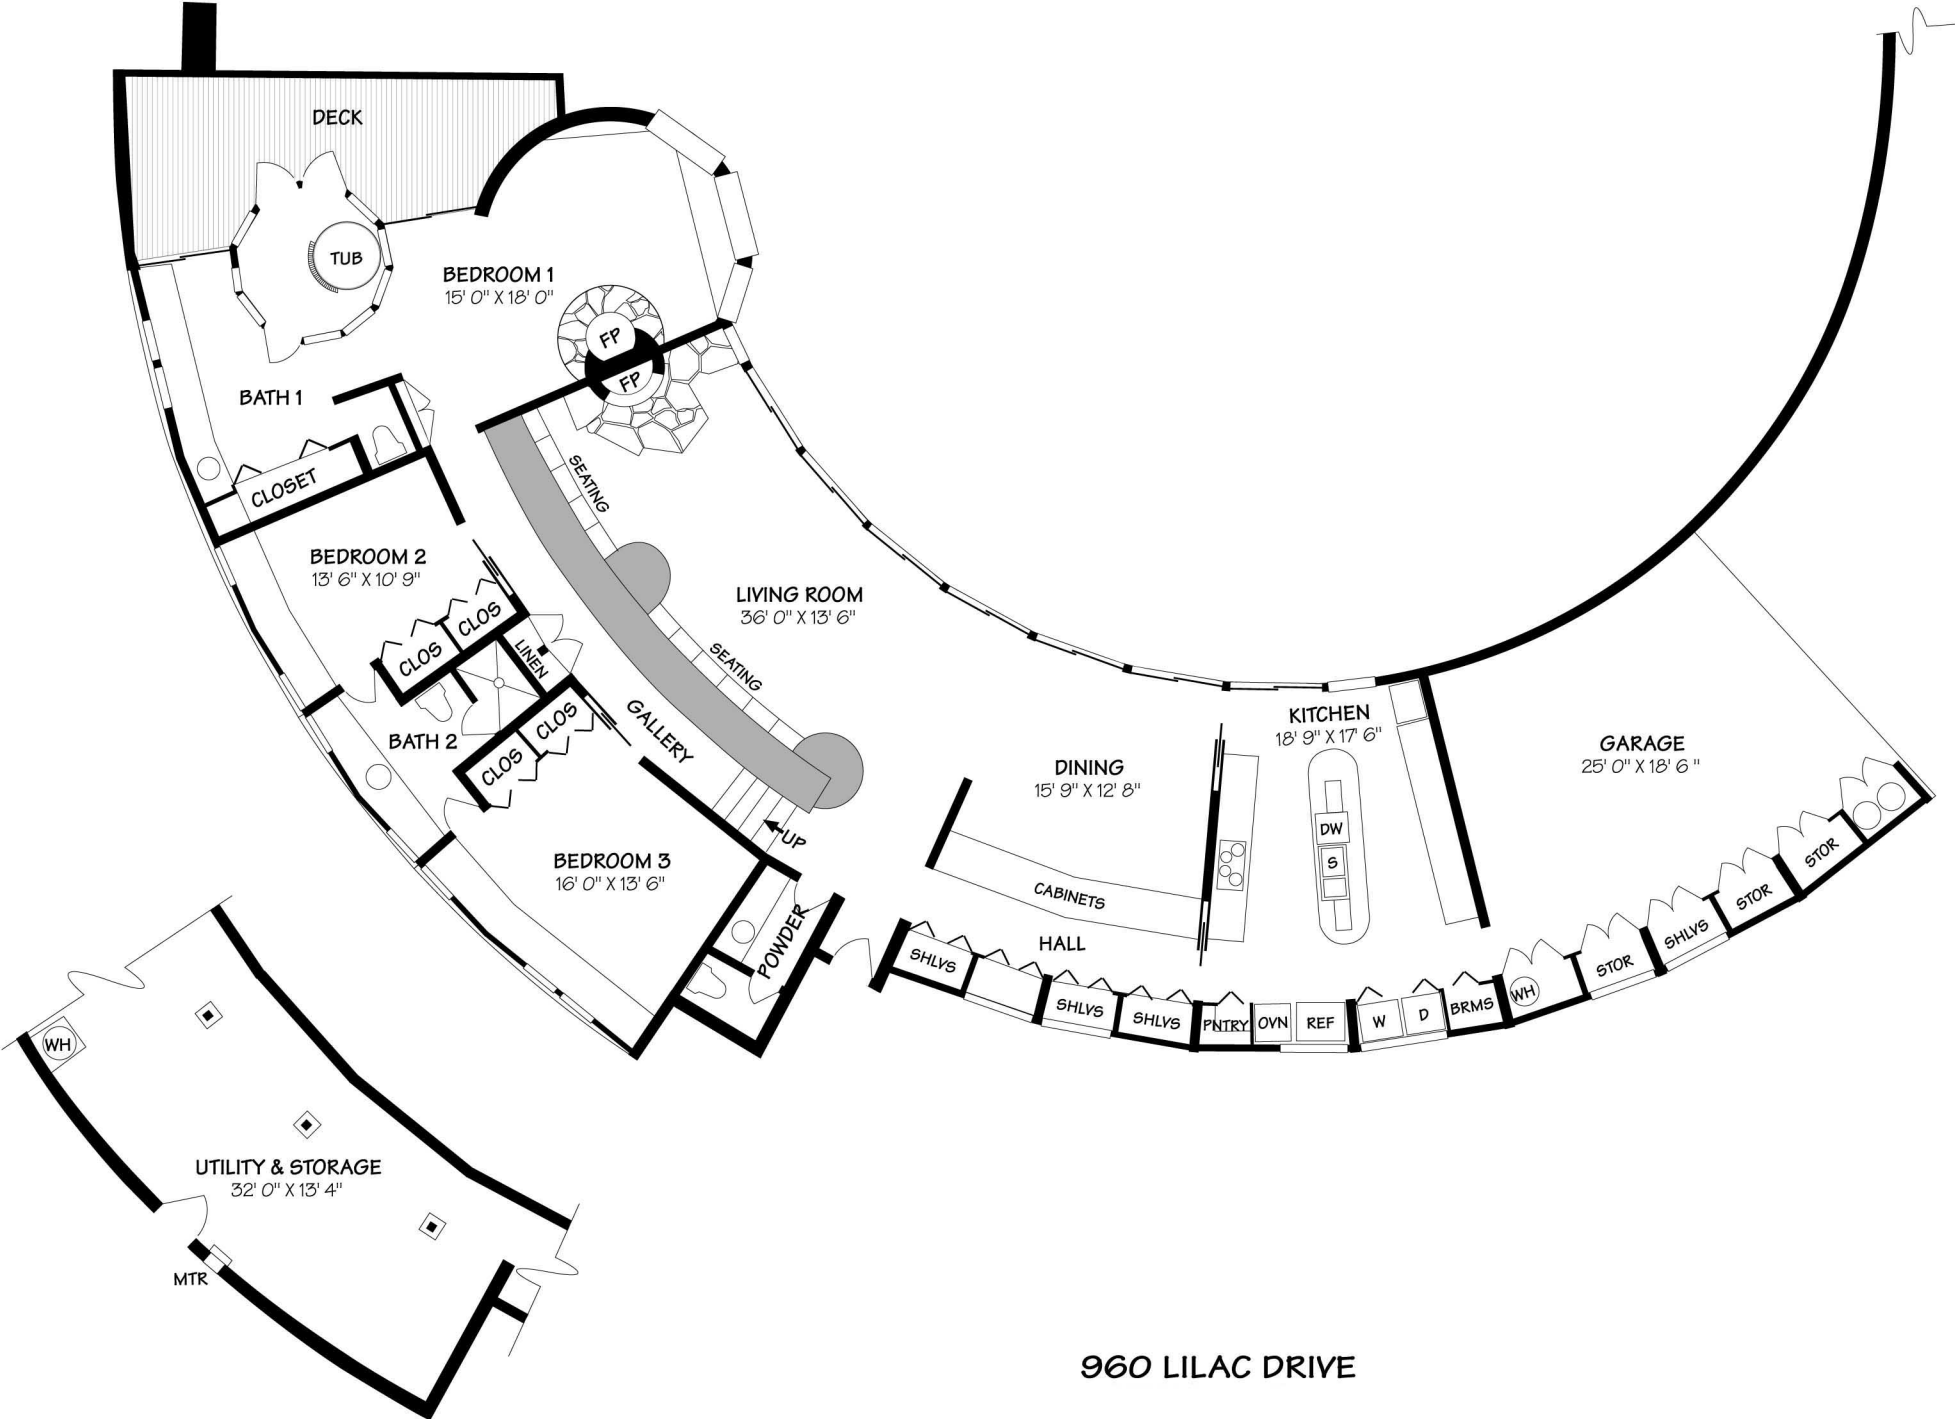 DECK
TUB
BEDROOM 1
15' 0" X 18' 0"
FP
FP
BATH 1
CLOSET
SEATING
BEDROOM 2
13' 6" X 10' 9"
CLOS
CLOS
LINEN
LIVING ROOM
36' 0" X 13' 6"
SEATING
BATH 2
CLOS
CLOS
GALLERY
KITCHEN
18' 9" X 17' 6"
GARAGE
25' 0" X 18' 6 "
DINING
15' 9" X 12' 8"
DW
S
UP
BEDROOM 3
16' 0" X 13' 6"
CABINETS
POWDER
HALL
SHLVS
SHLVS
SHLVS
PNTRY
OVN
REF
W
D
BRMS
WH
STOR
SHLVS
STOR
STOR
WH
UTILITY & STORAGE
32' 0" X 13' 4"
MTR
960 LILAC DRIVE